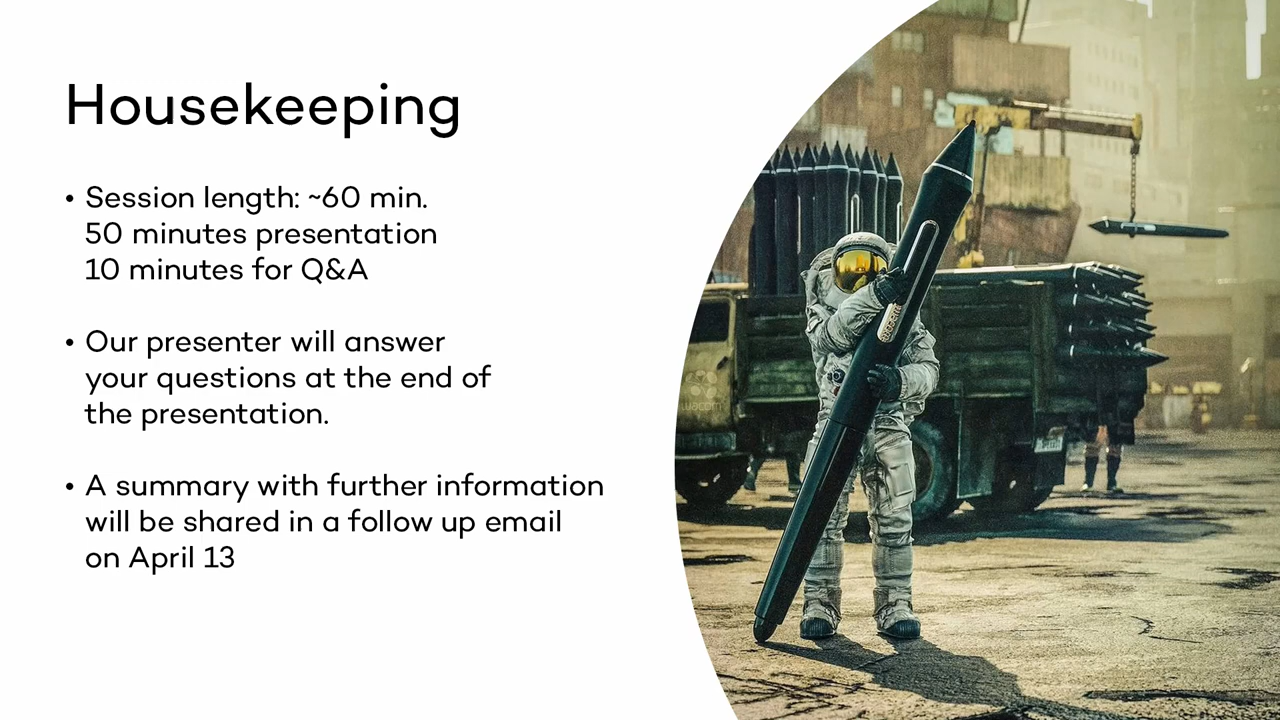 Housekeeping
• Session length: ~60 min.
50 minutes presentation
10 minutes for Q&A
• Our presenter will answer
your questions at the end of
the presentation.
• A summary with further information
will be shared in a follow up email
on April 13
wacom